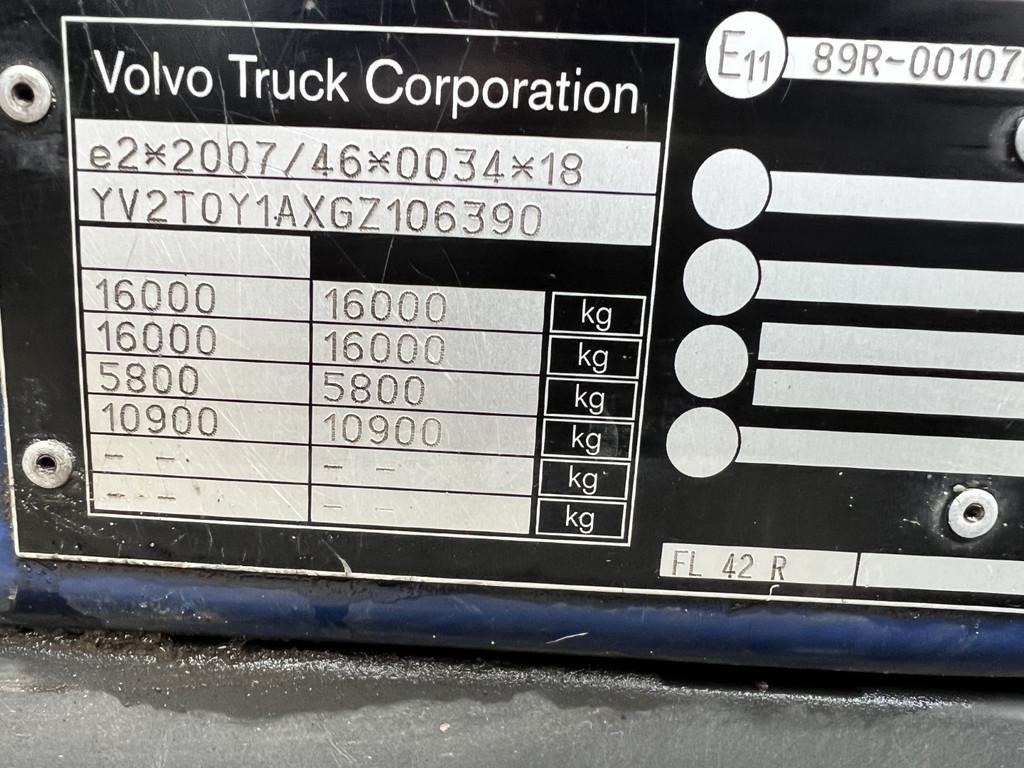 Volvo Truck Corporation
e2*2007/46*0034*18
YV2T0Y1AXGZ106390
16000 16000 kg
16000 16000 kg
5800 5800 kg
10900 10900 kg
- - - - kg
- - - - kg
E11 89R-00107
FL 42 R